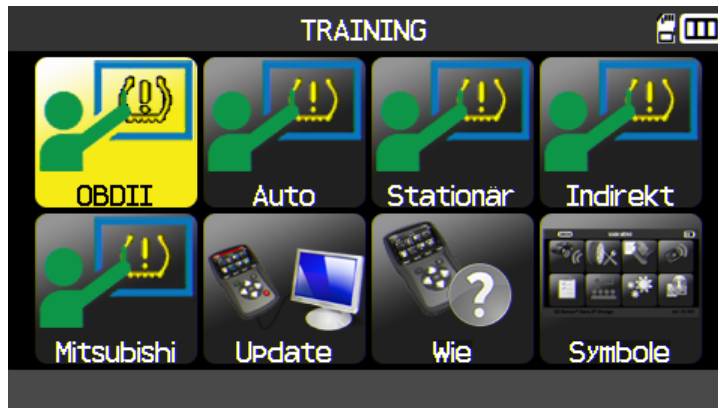 TRAINING
OBDII
Auto
Stationär
Indirekt
Mitsubishi
Update
Wie
Symbole